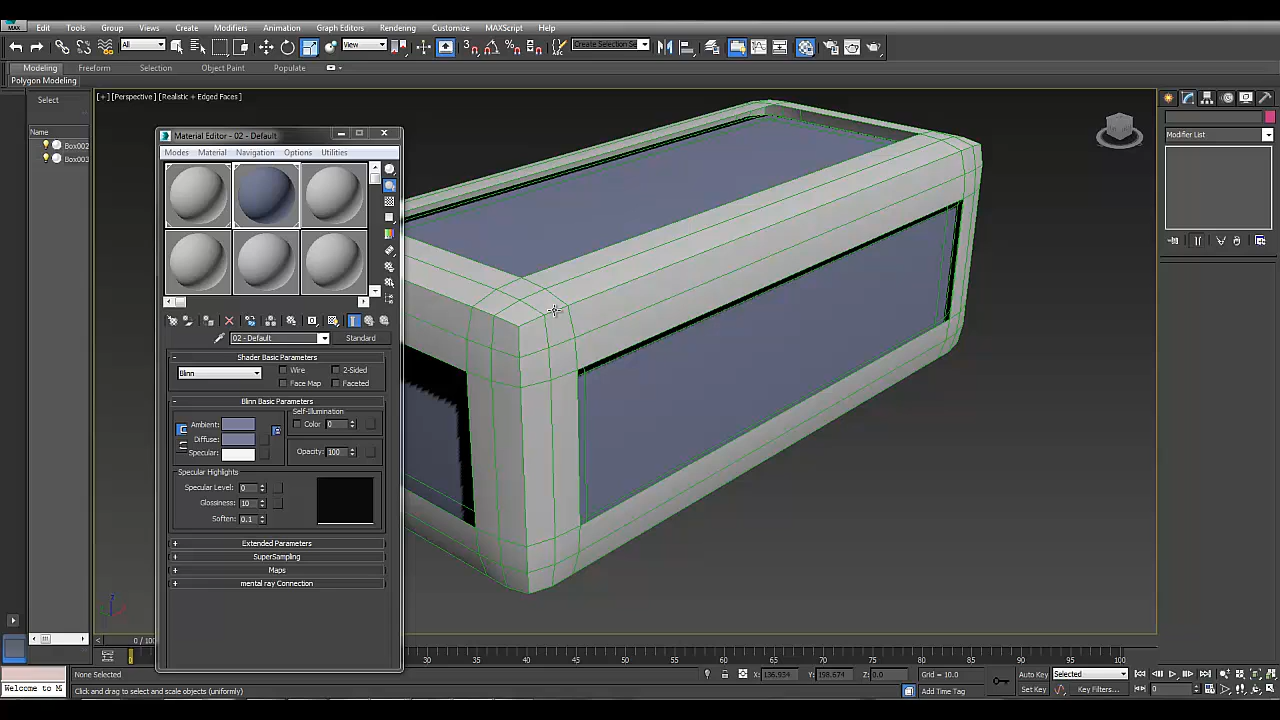 MAX Edit Tools Group Views Create Modifiers Animation Graph Editors Rendering Customize MAXScript Help
All View Create Selection Se
Modeling Freeform Selection Object Paint Populate
Polygon Modeling
Select
Name
Box002
Box003
[+] [Perspective] [Realistic + Edged Faces]
Material Editor - 02 - Default
Modes Material Navigation Options Utilities
02 - Default Standard
Shader Basic Parameters
Blinn Wire 2-Sided
Face Map Faceted
Blinn Basic Parameters
Self-Illumination
Ambient: Color 0
Diffuse:
Specular: Opacity: 100
Specular Highlights
Specular Level: 0
Glossiness: 10
Soften: 0.1
Extended Parameters
SuperSampling
Maps
mental ray Connection
Modifier List
0 / 100
30 35 40 45 50 55 60 65 70 75 80 85 90 95 100
None Selected X: 136.934 Y: 198.674 Z: 0.0 Grid = 10.0 Auto Key Selected
Welcome to M Click and drag to select and scale objects (uniformly) Add Time Tag Set Key Key Filters... 0